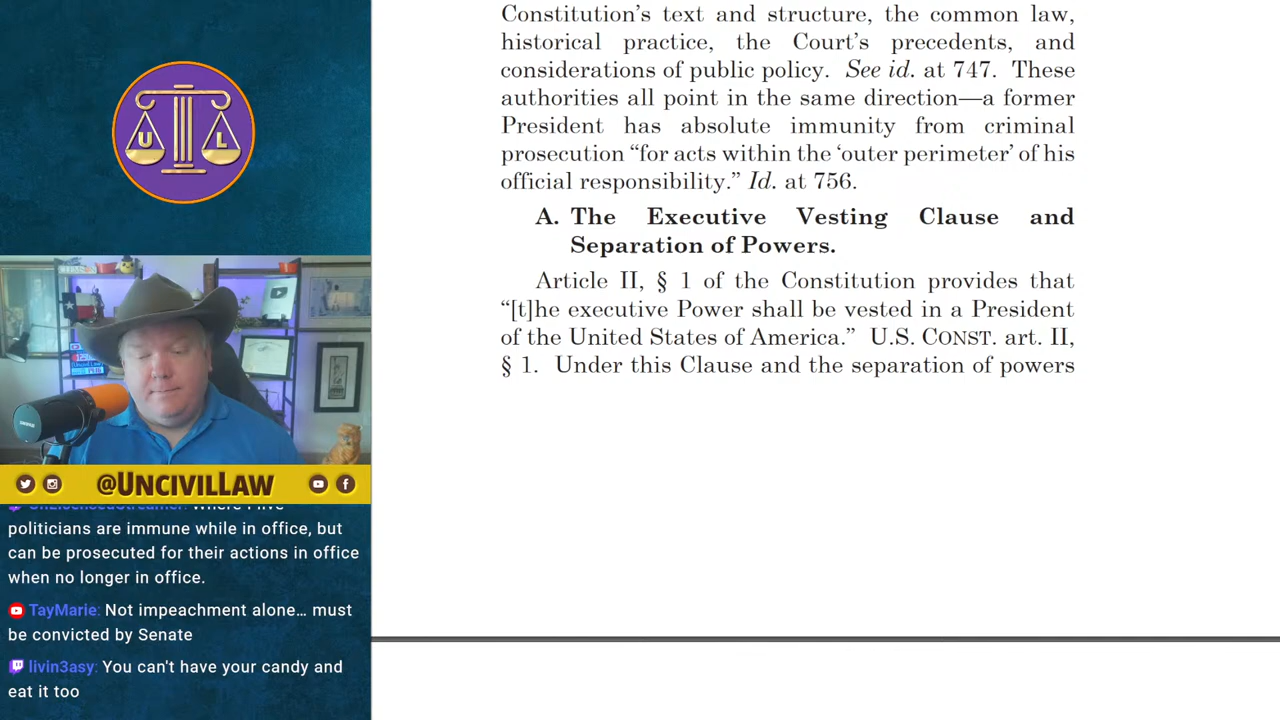 Constitution's text and structure, the common law,
historical practice, the Court's precedents, and
considerations of public policy. See id. at 747. These
authorities all point in the same direction—a former
President has absolute immunity from criminal
prosecution “for acts within the ‘outer perimeter’ of his
official responsibility.” Id. at 756.
A. The Executive Vesting Clause and
Separation of Powers.
Article II, § 1 of the Constitution provides that
“[t]he executive Power shall be vested in a President
of the United States of America.” U.S. CONST. art. II,
§ 1. Under this Clause and the separation of powers
U L
@UNCIVILLAW
politicians are immune while in office, but
can be prosecuted for their actions in office
when no longer in office.
TayMarie: Not impeachment alone… must
be convicted by Senate
livin3asy: You can't have your candy and
eat it too